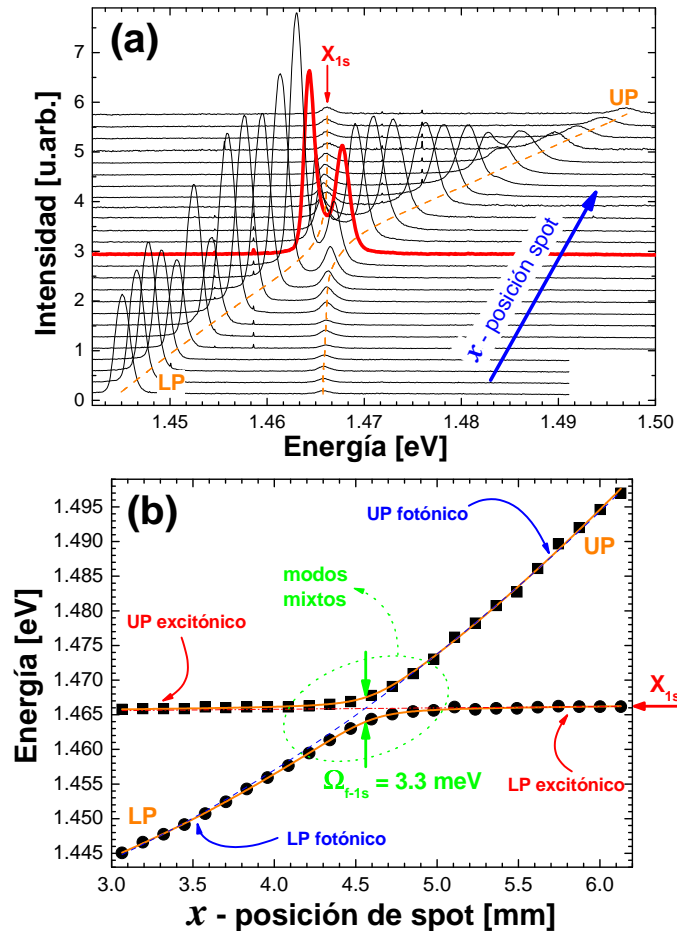 (a)
X1s
UP
LP
x - posición spot
Intensidad [u.arb.]
7
6
5
4
3
2
1
0
1.45 1.46 1.47 1.48 1.49 1.50
Energía [eV]
(b)
UP fotónico
UP
modos
mixtos
UP excitónico
X1s
Ωf-1s = 3.3 meV
LP excitónico
LP
LP fotónico
Energía [eV]
1.495
1.490
1.485
1.480
1.475
1.470
1.465
1.460
1.455
1.450
1.445
3.0 3.5 4.0 4.5 5.0 5.5 6.0
x - posición de spot [mm]